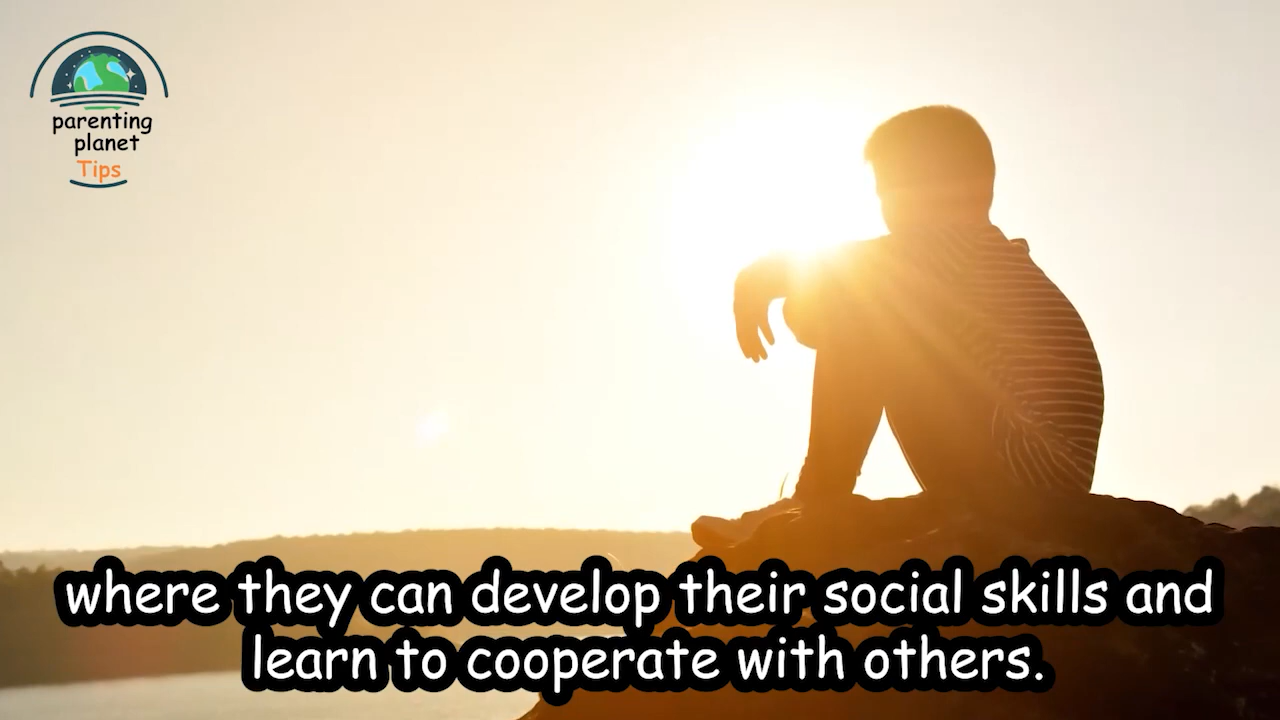 parenting
planet
Tips
where they can develop their social skills and
learn to cooperate with others.